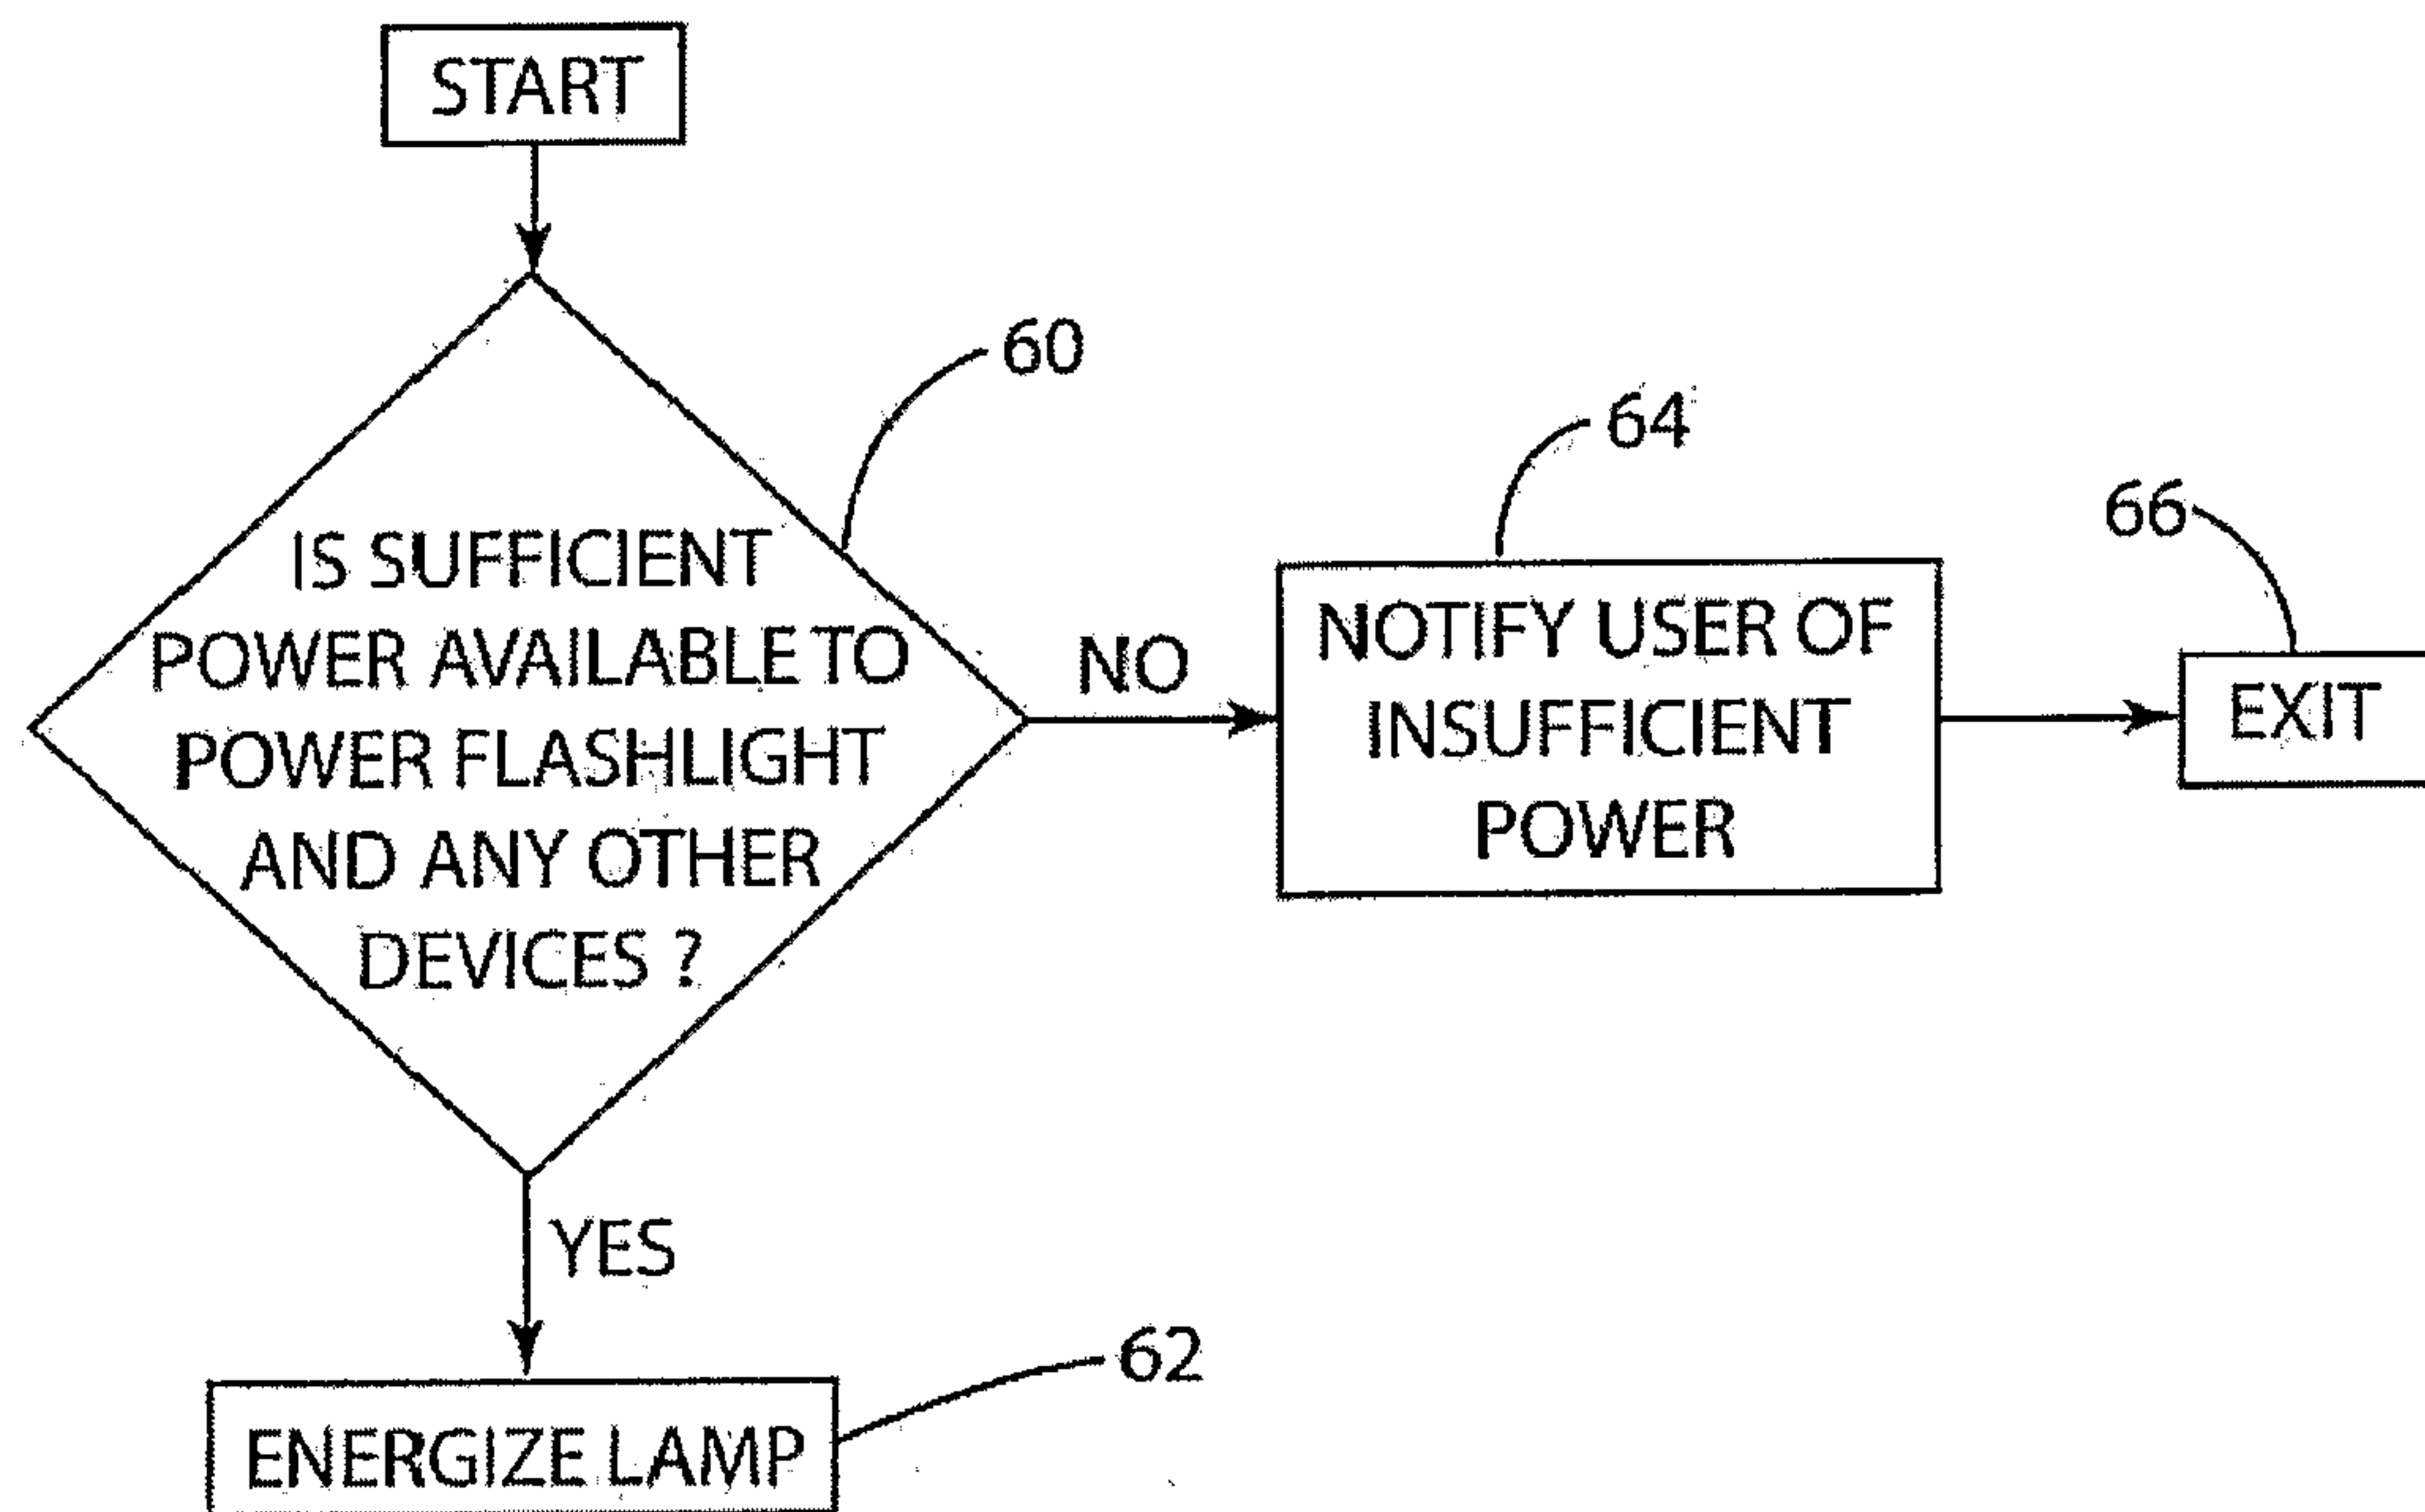 START
60
IS SUFFICIENT
POWER AVAILABLE TO
POWER FLASHLIGHT
AND ANY OTHER
DEVICES ?
NO
64
NOTIFY USER OF
INSUFFICIENT
POWER
66
EXIT
YES
62
ENERGIZE LAMP